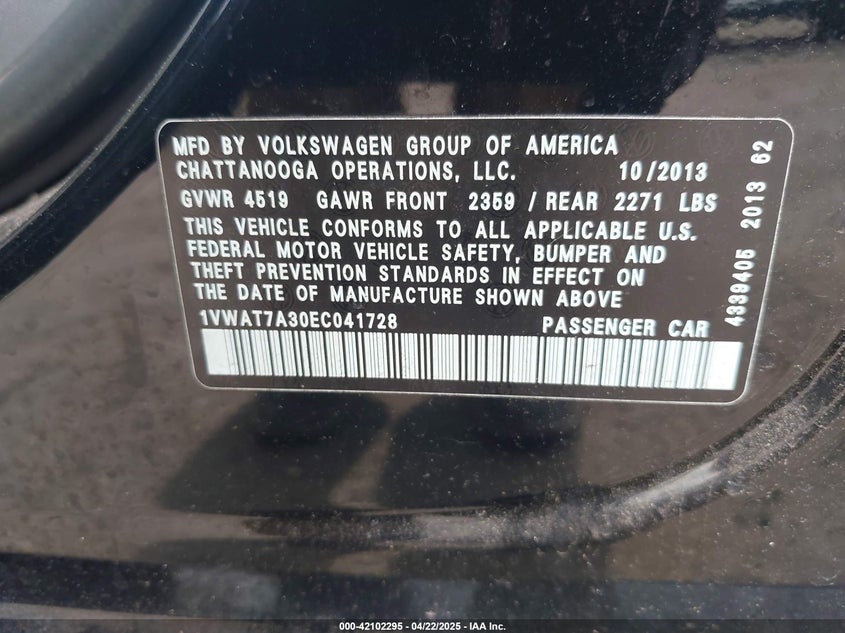 MFD BY VOLKSWAGEN GROUP OF AMERICA
CHATTANOOGA OPERATIONS, LLC. 10/2013
GVWR 4519 GAWR FRONT 2359 / REAR 2271 LBS
THIS VEHICLE CONFORMS TO ALL APPLICABLE U.S.
FEDERAL MOTOR VEHICLE SAFETY, BUMPER AND
THEFT PREVENTION STANDARDS IN EFFECT ON
THE DATE OF MANUFACTURE SHOWN ABOVE
1VWAT7A30EC041728 PASSENGER CAR
4339405 2013 62
000-42102295 - 04/22/2025 - IAA Inc.